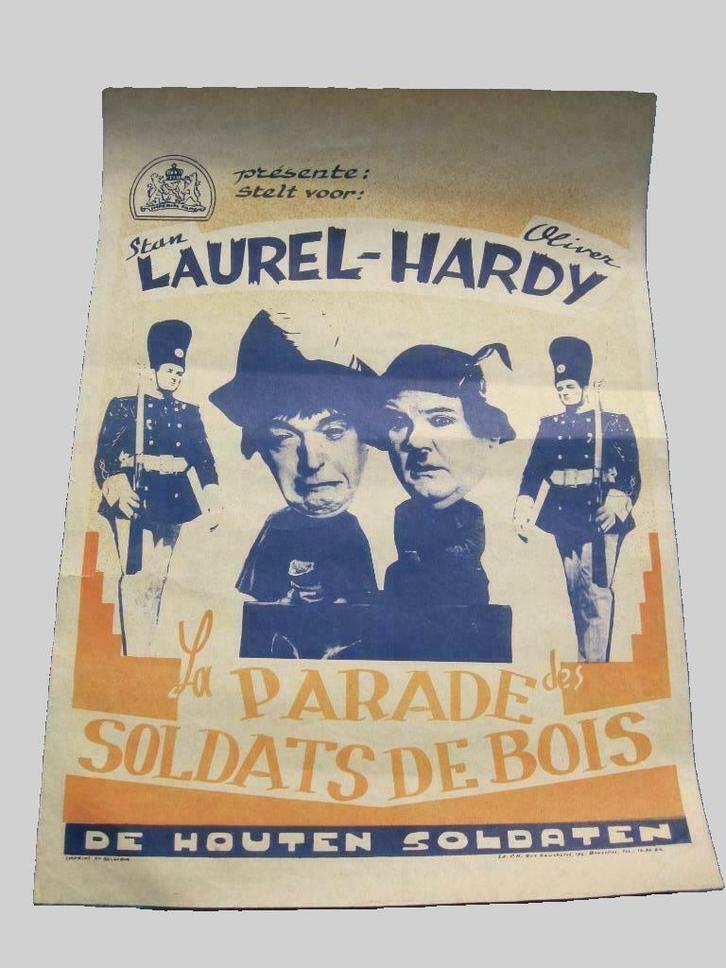 présente:
stelt voor:
Stan Oliver
LAUREL-HARDY
La PARADE des
SOLDATS DE BOIS
DE HOUTEN SOLDATEN